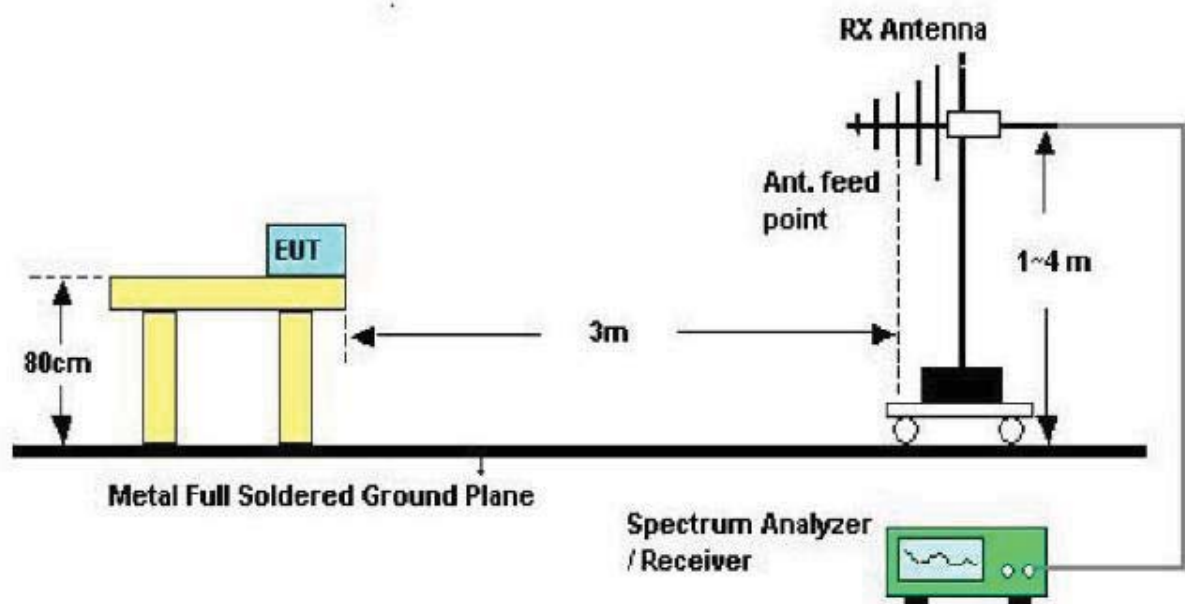 RX Antenna
Ant. feed
point
EUT
1~4 m
3m
80cm
Metal Full Soldered Ground Plane
Spectrum Analyzer
/ Receiver